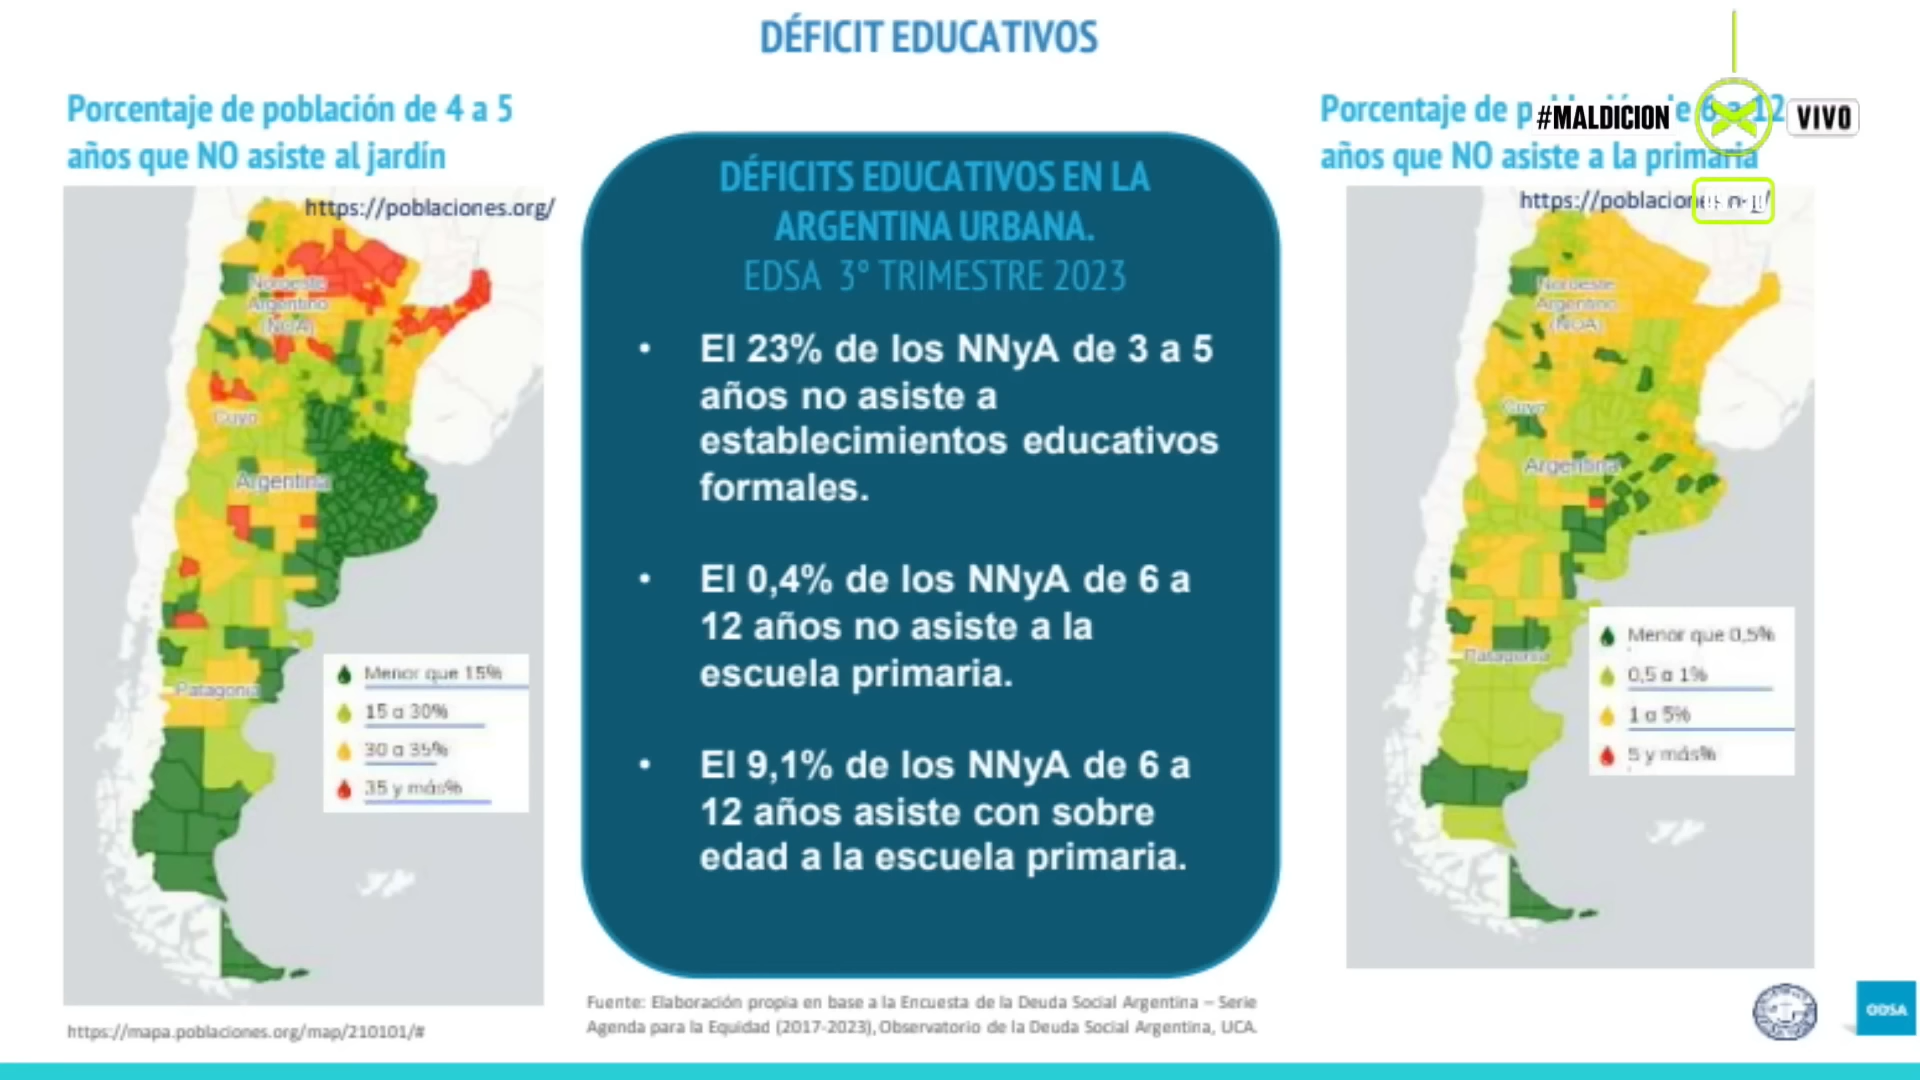 DÉFICIT EDUCATIVOS
Porcentaje de población de 4 a 5
años que NO asiste al jardín
https://poblaciones.org/
Noroeste
Argentino
(NOA)
Cuyo
Argentina
Patagonia
Menor que 15%
15 a 30%
30 a 35%
35 y más%
https://mapa.poblaciones.org/map/210101/#
DÉFICITS EDUCATIVOS EN LA
ARGENTINA URBANA.
EDSA 3° TRIMESTRE 2023
• El 23% de los NNyA de 3 a 5
años no asiste a
establecimientos educativos
formales.
• El 0,4% de los NNyA de 6 a
12 años no asiste a la
escuela primaria.
• El 9,1% de los NNyA de 6 a
12 años asiste con sobre
edad a la escuela primaria.
Fuente: Elaboración propia en base a la Encuesta de la Deuda Social Argentina – Serie
Agenda para la Equidad (2017-2023), Observatorio de la Deuda Social Argentina, UCA.
Porcentaje de 6 a 12
años que NO asiste a la primaria
#MALDICION
VIVO
Noroeste
Argentino
(NOA)
Cuyo
Argentina
Patagonia
Menor que 0,5%
0,5 a 1%
1 a 5%
5 y más%
ODSA